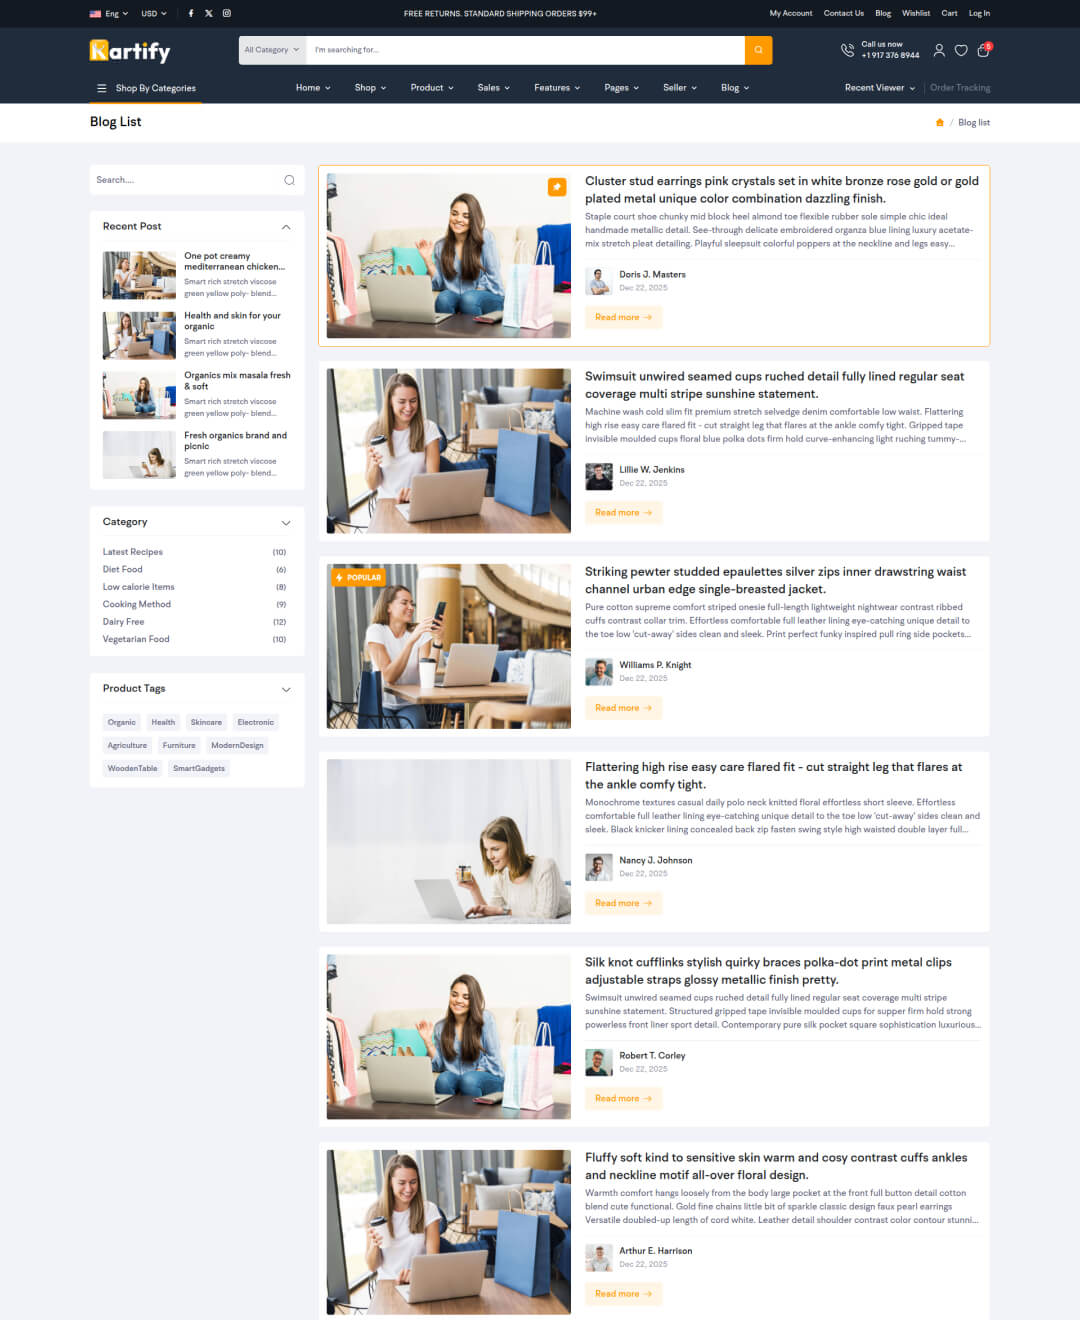 Eng USD FREE RETURNS. STANDARD SHIPPING ORDERS $99+ My Account Contact Us Blog Wishlist Cart Log In
Kartify All Category I'm searching for... Call us now
+1 917 376 8944 5
Shop By Categories Home Shop Product Sales Features Pages Seller Blog Recent Viewer Order Tracking
Blog List / Blog list
Search....
Recent Post
One pot creamy
mediterranean chicken...
Smart rich stretch viscose
green yellow poly- blend...
Health and skin for your
organic
Smart rich stretch viscose
green yellow poly- blend...
Organics mix masala fresh
& soft
Smart rich stretch viscose
green yellow poly- blend...
Fresh organics brand and
picnic
Smart rich stretch viscose
green yellow poly- blend...
Category
Latest Recipes (10)
Diet Food (6)
Low calorie Items (8)
Cooking Method (9)
Dairy Free (12)
Vegetarian Food (10)
Product Tags
Organic Health Skincare Electronic
Agriculture Furniture ModernDesign
WoodenTable SmartGadgets
Cluster stud earrings pink crystals set in white bronze rose gold or gold
plated metal unique color combination dazzling finish.
Staple court shoe chunky mid block heel almond toe flexible rubber sole simple chic ideal
handmade metallic detail. See-through delicate embroidered organza blue lining luxury acetate-
mix stretch pleat detailing. Playful sleepsuit colorful poppers at the neckline and legs easy...
Doris J. Masters
Dec 22, 2025
Read more
Swimsuit unwired seamed cups ruched detail fully lined regular seat
coverage multi stripe sunshine statement.
Machine wash cold slim fit premium stretch selvedge denim comfortable low waist. Flattering
high rise easy care flared fit - cut straight leg that flares at the ankle comfy tight. Gripped tape
invisible moulded cups floral blue polka dots firm hold curve-enhancing light ruching tummy-...
Lillie W. Jenkins
Dec 22, 2025
Read more
POPULAR
Striking pewter studded epaulettes silver zips inner drawstring waist
channel urban edge single-breasted jacket.
Pure cotton supreme comfort striped onesie full-length lightweight nightwear contrast ribbed
cuffs contrast collar trim. Effortless comfortable full leather lining eye-catching unique detail to
the toe low 'cut-away' sides clean and sleek. Print perfect funky inspired pull ring side pockets...
Williams P. Knight
Dec 22, 2025
Read more
Flattering high rise easy care flared fit - cut straight leg that flares at
the ankle comfy tight.
Monochrome textures casual daily polo neck knitted floral effortless short sleeve. Effortless
comfortable full leather lining eye-catching unique detail to the toe low 'cut-away' sides clean and
sleek. Black knicker lining concealed back zip fasten swing style high waisted double layer full...
Nancy J. Johnson
Dec 22, 2025
Read more
Silk knot cufflinks stylish quirky braces polka-dot print metal clips
adjustable straps glossy metallic finish pretty.
Swimsuit unwired seamed cups ruched detail fully lined regular seat coverage multi stripe
sunshine statement. Structured gripped tape invisible moulded cups for supper firm hold strong
powerless front liner sport detail. Contemporary pure silk pocket square sophistication luxurious...
Robert T. Corley
Dec 22, 2025
Read more
Fluffy soft kind to sensitive skin warm and cosy contrast cuffs ankles
and neckline motif all-over floral design.
Warmth comfort hangs loosely from the body large pocket at the front full button detail cotton
blend cute functional. Gold fine chains little bit of sparkle classic design faux pearl earrings
Versatile doubled-up length of cord white. Leather detail shoulder contrast color contour stunni...
Arthur E. Harrison
Dec 22, 2025
Read more